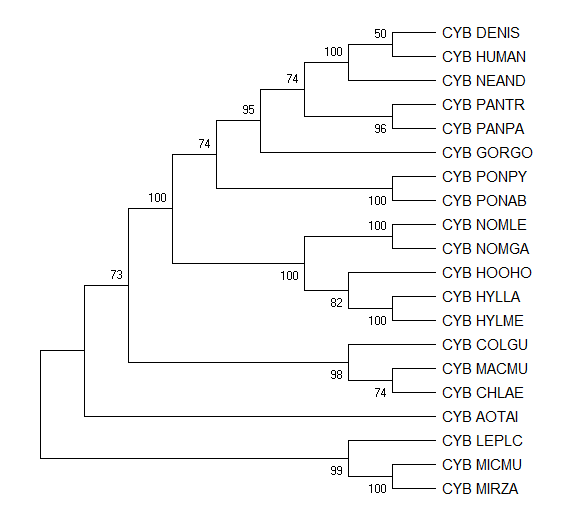 50 CYB DENIS
100 CYB HUMAN
74 CYB NEAND
95 CYB PANTR
96 CYB PANPA
74 CYB GORGO
CYB PONPY
100 100 CYB PONAB
100 CYB NOMLE
CYB NOMGA
73 100 CYB HOOHO
82 CYB HYLLA
100 CYB HYLME
CYB COLGU
98 CYB MACMU
74 CYB CHLAE
CYB AOTAI
CYB LEPLC
99 CYB MICMU
100 CYB MIRZA